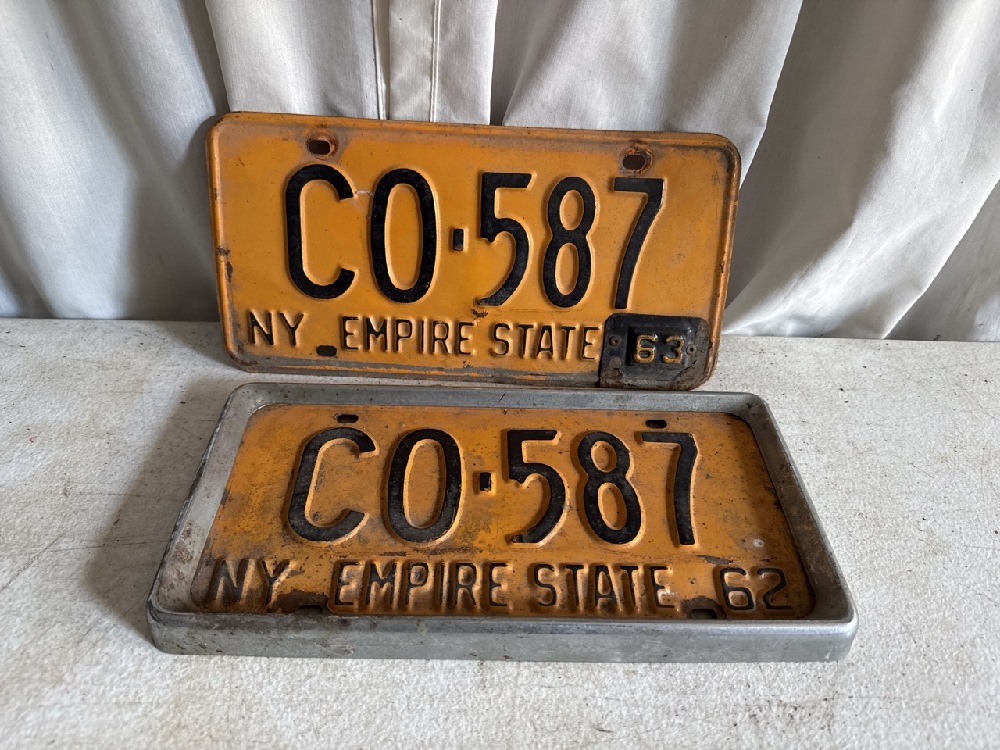 CO·587
NY EMPIRE STATE 63
CO·587
NY EMPIRE STATE 62